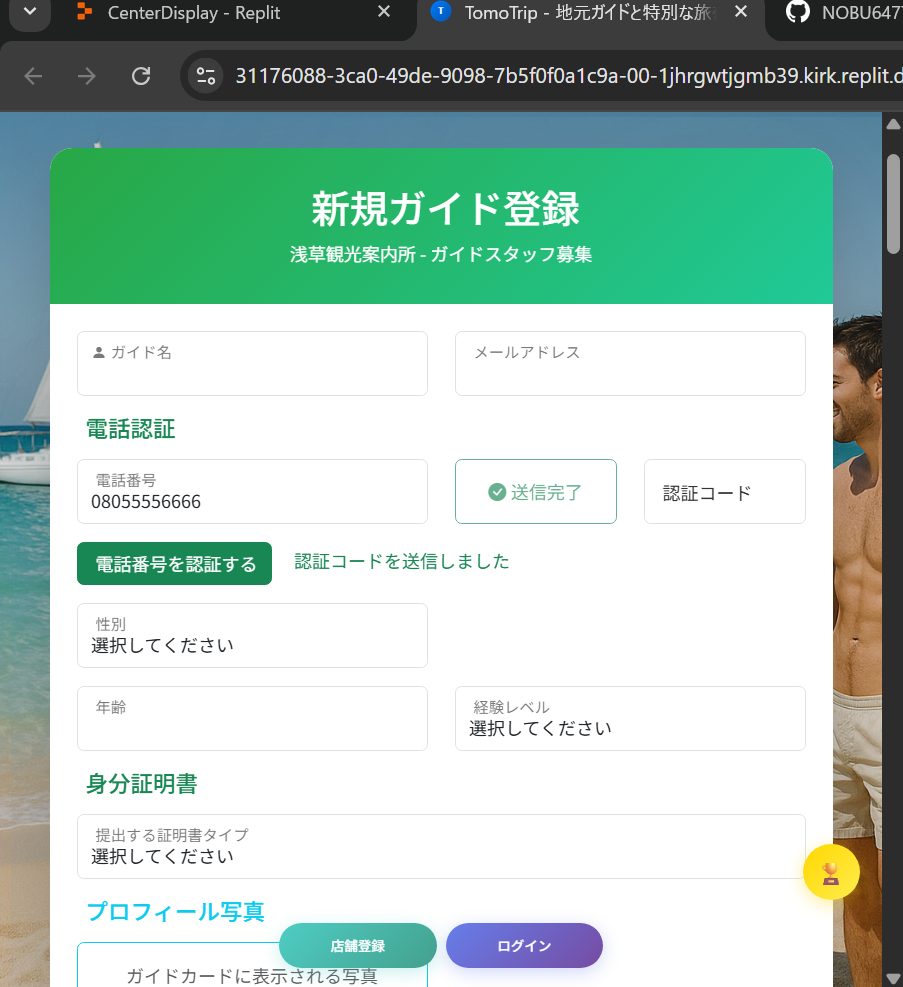 CenterDisplay - Replit
TomoTrip - 地元ガイドと特別な旅
NOBU647
31176088-3ca0-49de-9098-7b5f0f0a1c9a-00-1jhrgwtjgmb39.kirk.replit.d
新規ガイド登録
浅草観光案内所 - ガイドスタッフ募集
ガイド名
メールアドレス
電話認証
電話番号
08055556666
送信完了
認証コード
電話番号を認証する
認証コードを送信しました
性別
選択してください
年齢
経験レベル
選択してください
身分証明書
提出する証明書タイプ
選択してください
プロフィール写真
店舗登録
ログイン
ガイドカードに表示される写真